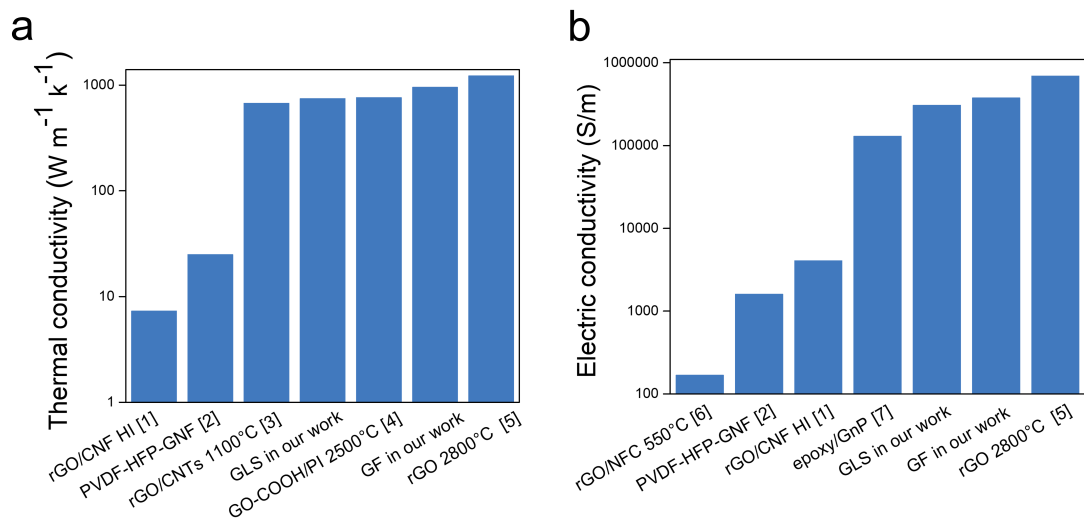 a
Thermal conductivity (W m⁻¹ k⁻¹)
1000
100
10
1
rGO/CNF HI [1]
PVDF-HFP-GNF [2]
rGO/CNTs 1100°C [3]
GLS in our work
GO-COOH/PI 2500°C [4]
GF in our work
rGO 2800°C [5]
b
Electric conductivity (S/m)
1000000
100000
10000
1000
100
rGO/NFC 550°C [6]
PVDF-HFP-GNF [2]
rGO/CNF HI [1]
epoxy/GnP [7]
GLS in our work
GF in our work
rGO 2800°C [5]